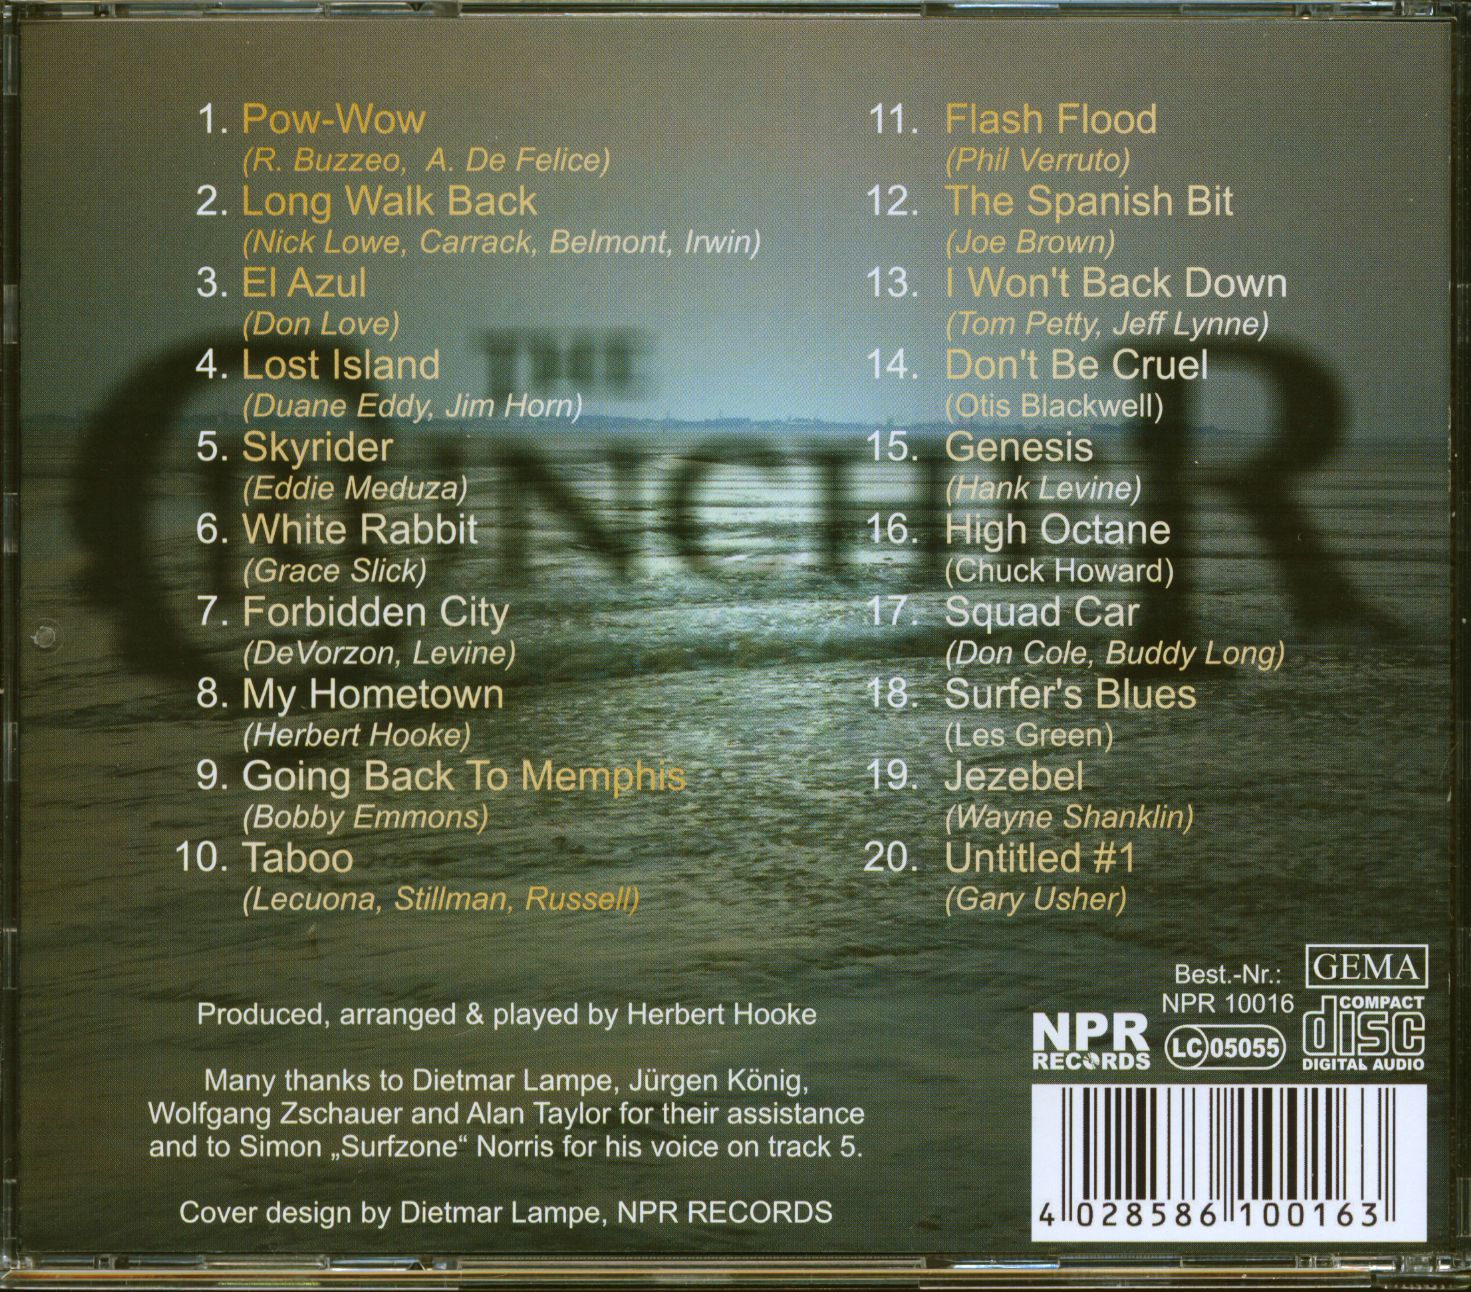 1. Pow-Wow
(R. Buzzeo, A. De Felice)
2. Long Walk Back
(Nick Lowe, Carrack, Belmont, Irwin)
3. El Azul
(Don Love)
4. Lost Island
(Duane Eddy, Jim Horn)
5. Skyrider
(Eddie Meduza)
6. White Rabbit
(Grace Slick)
7. Forbidden City
(DeVorzon, Levine)
8. My Hometown
(Herbert Hooke)
9. Going Back To Memphis
(Bobby Emmons)
10. Taboo
(Lecuona, Stillman, Russell)
11. Flash Flood
(Phil Verruto)
12. The Spanish Bit
(Joe Brown)
13. I Won't Back Down
(Tom Petty, Jeff Lynne)
14. Don't Be Cruel
(Otis Blackwell)
15. Genesis
(Hank Levine)
16. High Octane
(Chuck Howard)
17. Squad Car
(Don Cole, Buddy Long)
18. Surfer's Blues
(Les Green)
19. Jezebel
(Wayne Shanklin)
20. Untitled #1
(Gary Usher)
THE
CUNCHER
Produced, arranged & played by Herbert Hooke
Many thanks to Dietmar Lampe, Jürgen König,
Wolfgang Zschauer and Alan Taylor for their assistance
and to Simon „Surfzone“ Norris for his voice on track 5.
Cover design by Dietmar Lampe, NPR RECORDS
Best.-Nr.:
NPR 10016
GEMA
NPR
RECORDS
LC 05055
COMPACT
disc
DIGITAL AUDIO
4 028586 100163